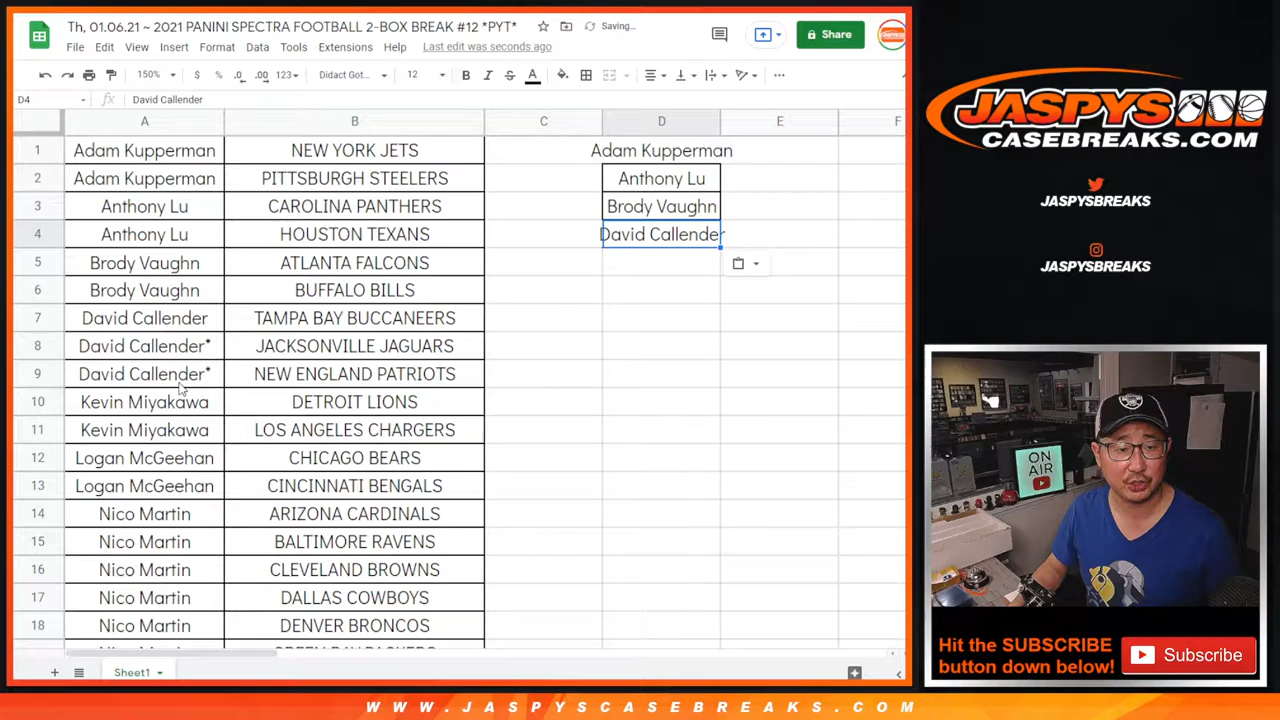 Th, 01.06.21 ~ 2021 PANINI SPECTRA FOOTBALL 2-BOX BREAK #12 *PYT*
Saving...
File Edit View Insert Format Data Tools Extensions Help Last edit was seconds ago
Share
150% $ % .0 .00 123 Didact Got... 12 B I S A
D4 fx David Callender
A B C D E F
1 Adam Kupperman NEW YORK JETS Adam Kupperman
2 Adam Kupperman PITTSBURGH STEELERS Anthony Lu
3 Anthony Lu CAROLINA PANTHERS Brody Vaughn
4 Anthony Lu HOUSTON TEXANS David Callender
5 Brody Vaughn ATLANTA FALCONS
6 Brody Vaughn BUFFALO BILLS
7 David Callender TAMPA BAY BUCCANEERS
8 David Callender* JACKSONVILLE JAGUARS
9 David Callender* NEW ENGLAND PATRIOTS
10 Kevin Miyakawa DETROIT LIONS
11 Kevin Miyakawa LOS ANGELES CHARGERS
12 Logan McGeehan CHICAGO BEARS
13 Logan McGeehan CINCINNATI BENGALS
14 Nico Martin ARIZONA CARDINALS
15 Nico Martin BALTIMORE RAVENS
16 Nico Martin CLEVELAND BROWNS
17 Nico Martin DALLAS COWBOYS
18 Nico Martin DENVER BRONCOS
Sheet1
JASPYS
CASEBREAKS.COM
JASPYSBREAKS
JASPYSBREAKS
ON
AIR
Hit the SUBSCRIBE
button down below!
Subscribe
WWW.JASPYSCASEBREAKS.COM